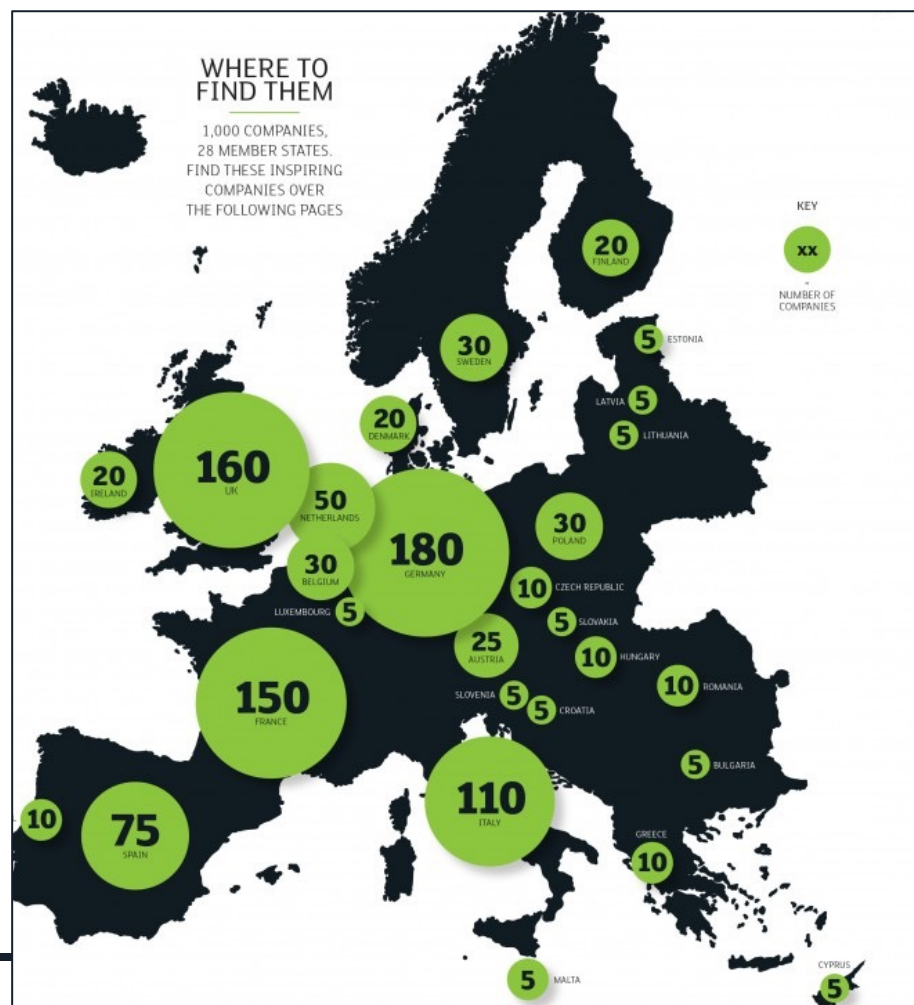 WHERE TO
FIND THEM
1,000 COMPANIES,
28 MEMBER STATES.
FIND THESE INSPIRING
COMPANIES OVER
THE FOLLOWING PAGES
KEY
xx
=
NUMBER OF
COMPANIES
20
FINLAND
30
SWEDEN
5
ESTONIA
LATVIA
5
5
LITHUANIA
20
DENMARK
20
IRELAND
160
UK
50
NETHERLANDS
180
GERMANY
30
POLAND
30
BELGIUM
10
CZECH REPUBLIC
LUXEMBOURG
5
5
SLOVAKIA
25
AUSTRIA
10
HUNGARY
10
ROMANIA
SLOVENIA
5
5
CROATIA
150
FRANCE
5
BULGARIA
110
ITALY
10
75
SPAIN
GREECE
10
5
MALTA
CYPRUS
5